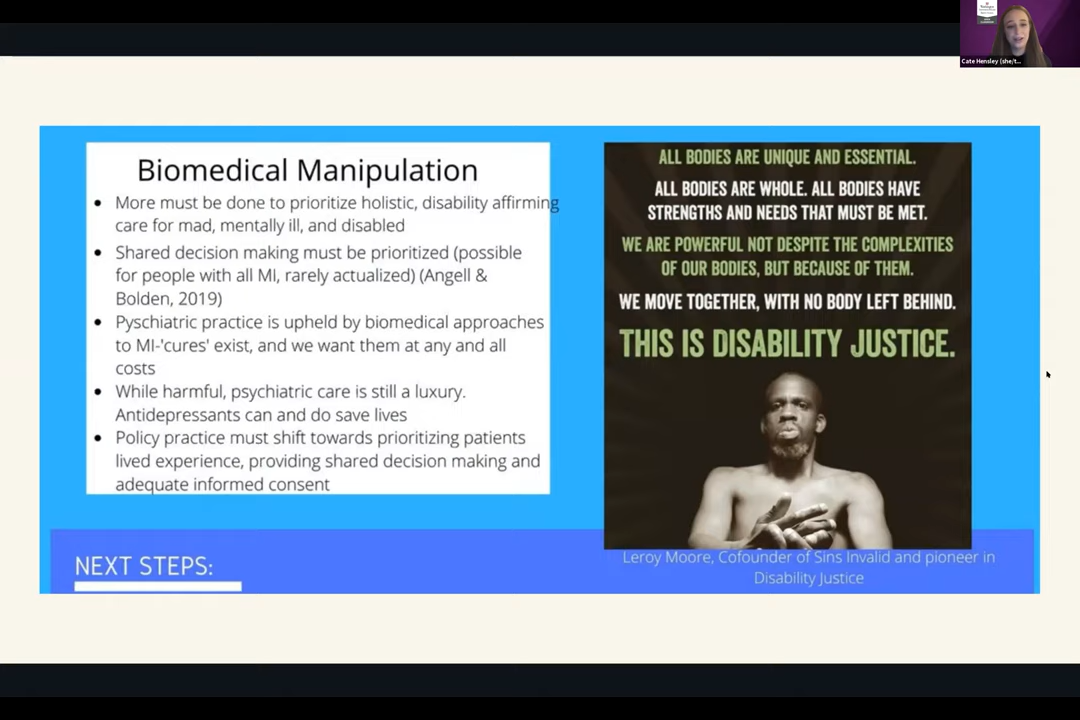 Cate Hensley (she/t...
Biomedical Manipulation
More must be done to prioritize holistic, disability affirming
care for mad, mentally ill, and disabled
Shared decision making must be prioritized (possible
for people with all MI, rarely actualized) (Angell &
Bolden, 2019)
Pyschiatric practice is upheld by biomedical approaches
to MI-'cures' exist, and we want them at any and all
costs
While harmful, psychiatric care is still a luxury.
Antidepressants can and do save lives
Policy practice must shift towards prioritizing patients
lived experience, providing shared decision making and
adequate informed consent
ALL BODIES ARE UNIQUE AND ESSENTIAL.
ALL BODIES ARE WHOLE. ALL BODIES HAVE
STRENGTHS AND NEEDS THAT MUST BE MET.
WE ARE POWERFUL NOT DESPITE THE COMPLEXITIES
OF OUR BODIES, BUT BECAUSE OF THEM.
WE MOVE TOGETHER, WITH NO BODY LEFT BEHIND.
THIS IS DISABILITY JUSTICE.
Leroy Moore, Cofounder of Sins Invalid and pioneer in
Disability Justice
NEXT STEPS: